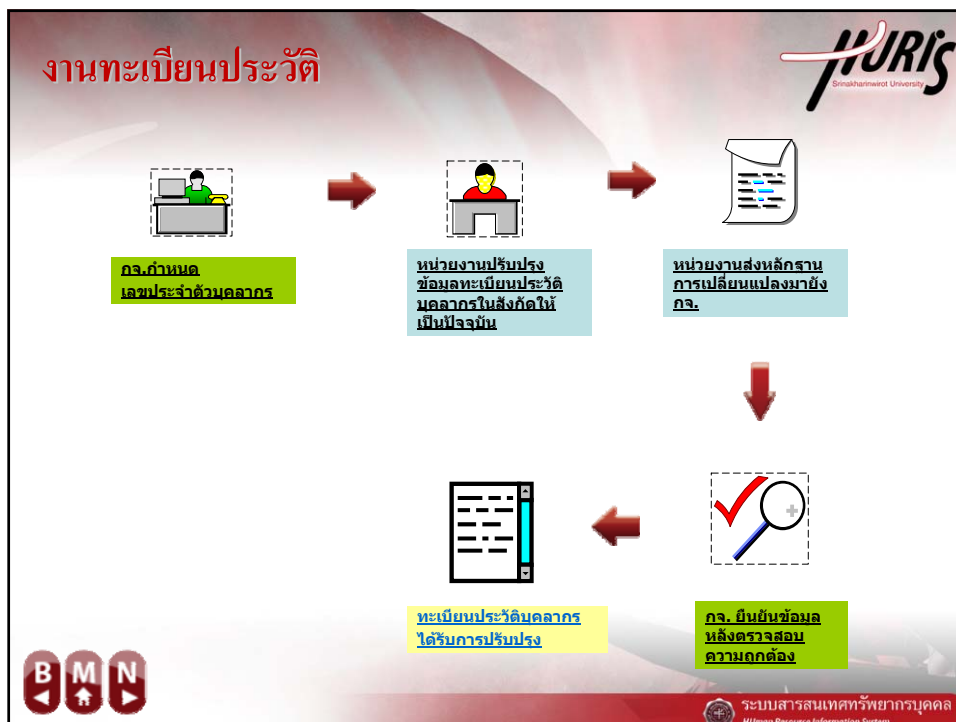 งานทะเบียนประวัติ
HURIS
Srinakharinwirot University
กจ.กำหนด
เลขประจำตัวบุคลากร
หน่วยงานปรับปรุง
ข้อมูลทะเบียนประวัติ
บุคลากรในสังกัดให้
เป็นปัจจุบัน
หน่วยงานส่งหลักฐาน
การเปลี่ยนแปลงมายัง
กจ.
ทะเบียนประวัติบุคลากร
ได้รับการปรับปรุง
กจ. ยืนยันข้อมูล
หลังตรวจสอบ
ความถูกต้อง
B M N
ระบบสารสนเทศทรัพยากรบุคคล
HUman Resource Information System